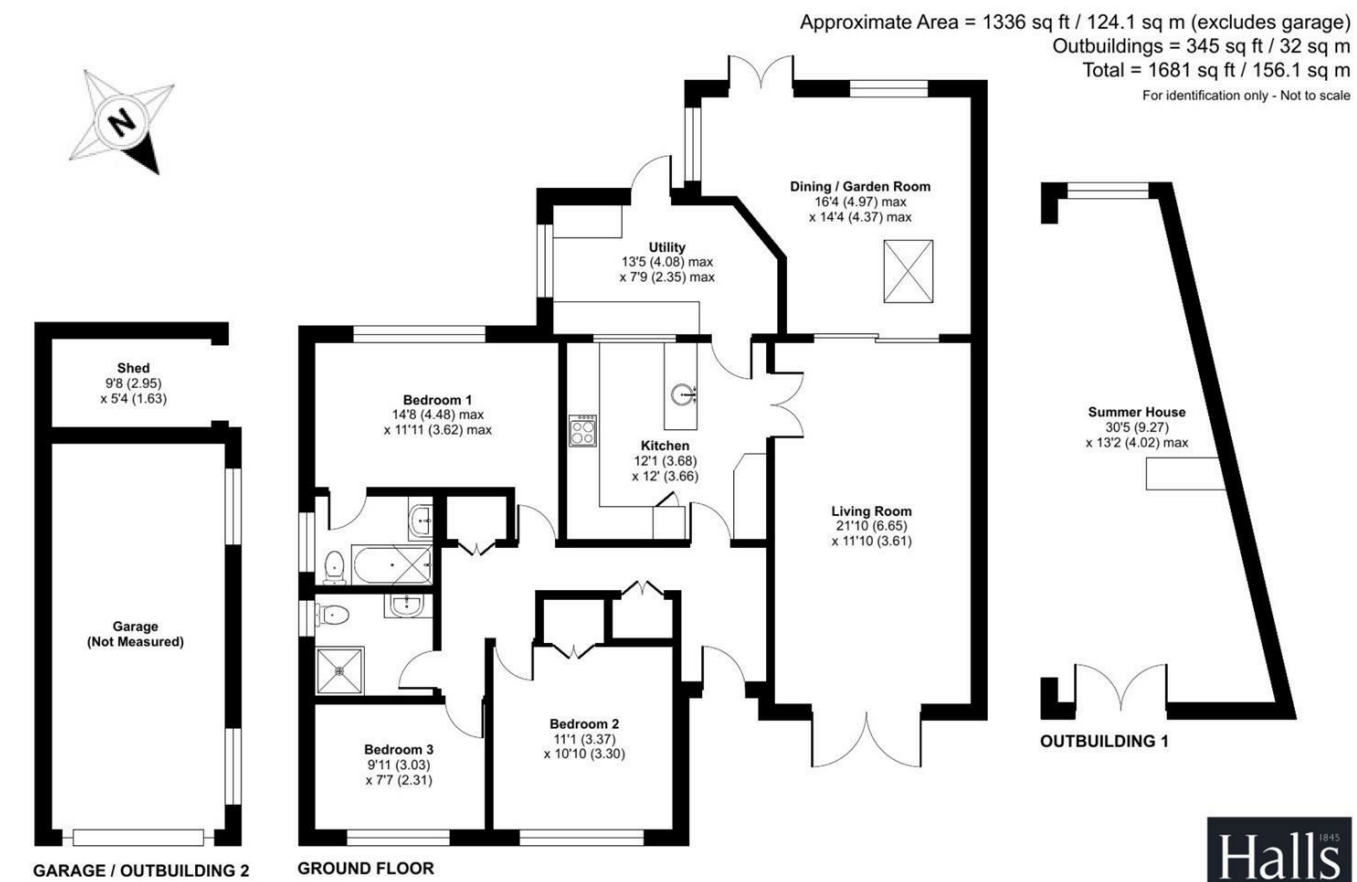 Approximate Area = 1336 sq ft / 124.1 sq m (excludes garage)
Outbuildings = 345 sq ft / 32 sq m
Total = 1681 sq ft / 156.1 sq m
For identification only - Not to scale
N
Dining / Garden Room
16'4 (4.97) max
x 14'4 (4.37) max
Utility
13'5 (4.08) max
x 7'9 (2.35) max
Shed
9'8 (2.95)
x 5'4 (1.63)
Bedroom 1
14'8 (4.48) max
x 11'11 (3.62) max
Kitchen
12'1 (3.68)
x 12' (3.66)
Summer House
30'5 (9.27)
x 13'2 (4.02) max
Living Room
21'10 (6.65)
x 11'10 (3.61)
Garage
(Not Measured)
Bedroom 2
11'1 (3.37)
x 10'10 (3.30)
Bedroom 3
9'11 (3.03)
x 7'7 (2.31)
OUTBUILDING 1
GARAGE / OUTBUILDING 2
GROUND FLOOR
1845
Halls